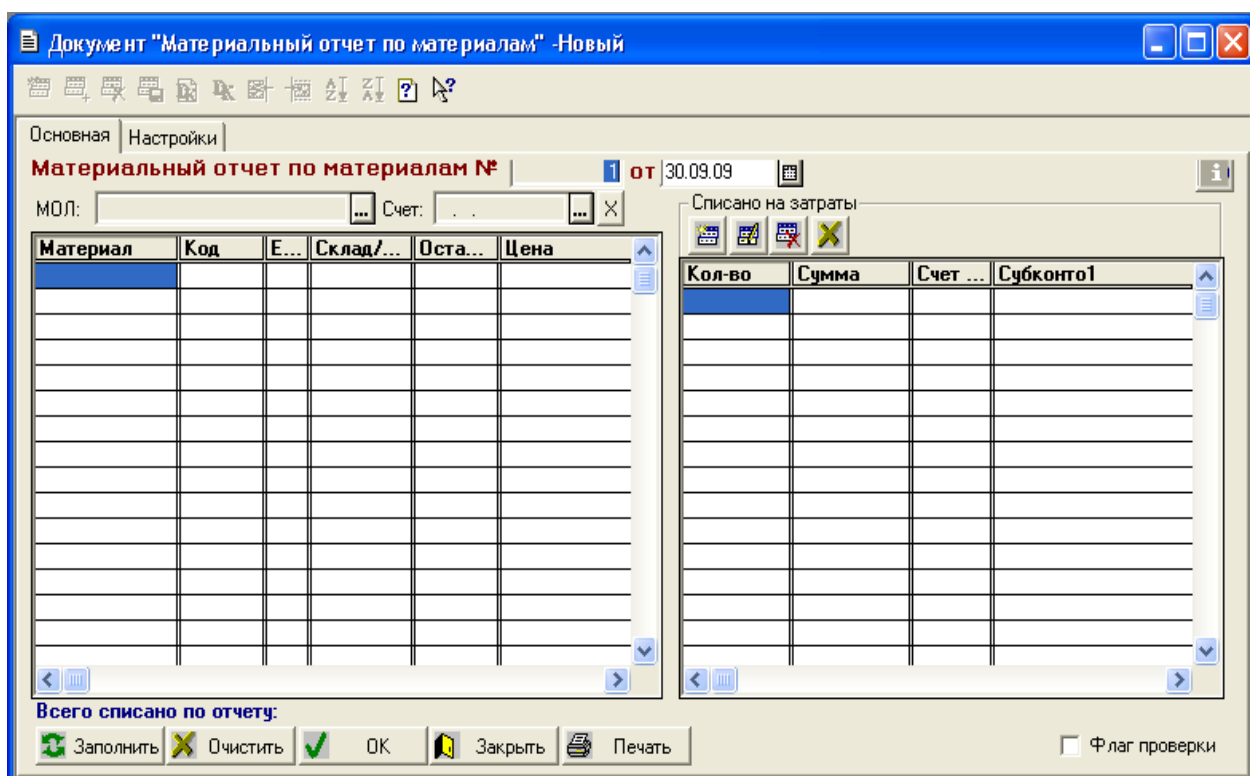 Документ "Материальный отчет по материалам" -Новый
Основная Настройки
Материальный отчет по материалам № 1 от 30.09.09
МОЛ: ... Счет: . . ... X
Списано на затраты
Материал Код Е... Склад/... Оста... Цена
Кол-во Сумма Счет ... Субконто1
Всего списано по отчету:
Заполнить Очистить OK Закрыть Печать Флаг проверки